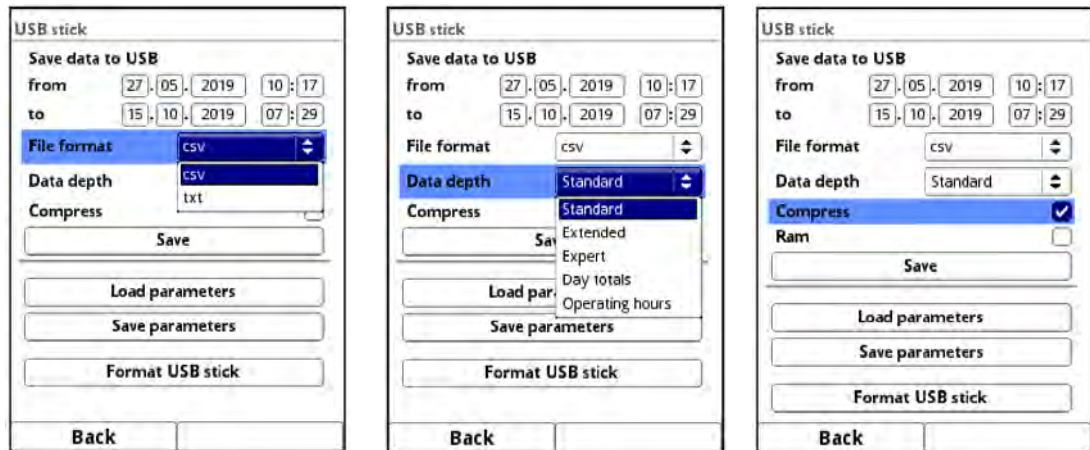 USB stick
Save data to USB
from 27 . 05 . 2019 10 : 17
to 15 . 10 . 2019 07 : 29
File format csv
csv
Data depth
txt
Compress
Save
Load parameters
Save parameters
Format USB stick
Back
USB stick
Save data to USB
from 27 . 05 . 2019 10 : 17
to 15 . 10 . 2019 07 : 29
File format csv
Data depth Standard
Compress Standard
Extended
Expert
Day totals
Operating hours
Save parameters
Format USB stick
Back
USB stick
Save data to USB
from 27 . 05 . 2019 10 : 17
to 15 . 10 . 2019 07 : 29
File format csv
Data depth Standard
Compress
Ram
Save
Load parameters
Save parameters
Format USB stick
Back